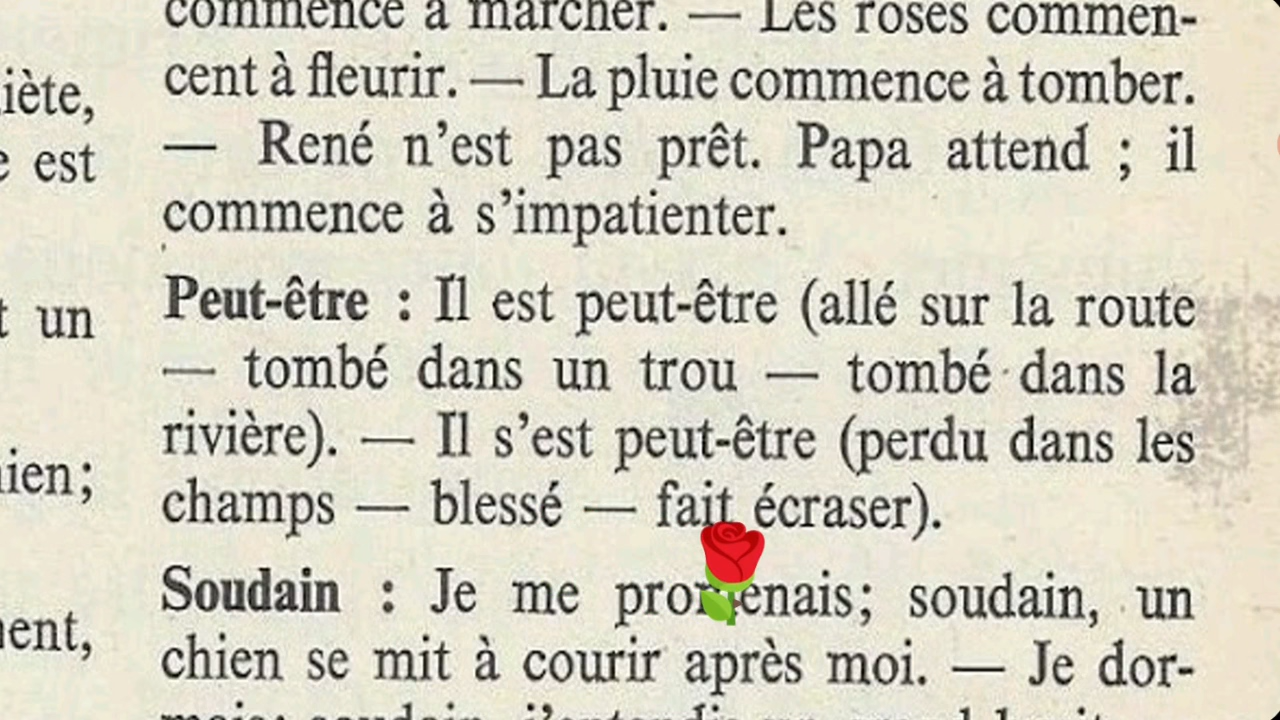 commence à marcher. — Les roses commen-
cent à fleurir. — La pluie commence à tomber.
— René n’est pas prêt. Papa attend ; il
commence à s’impatienter.
Peut-être : Il est peut-être (allé sur la route
— tombé dans un trou — tombé dans la
rivière). — Il s’est peut-être (perdu dans les
champs — blessé — fait écraser).
Soudain : Je me promenais; soudain, un
chien se mit à courir après moi. — Je dor-
est
un